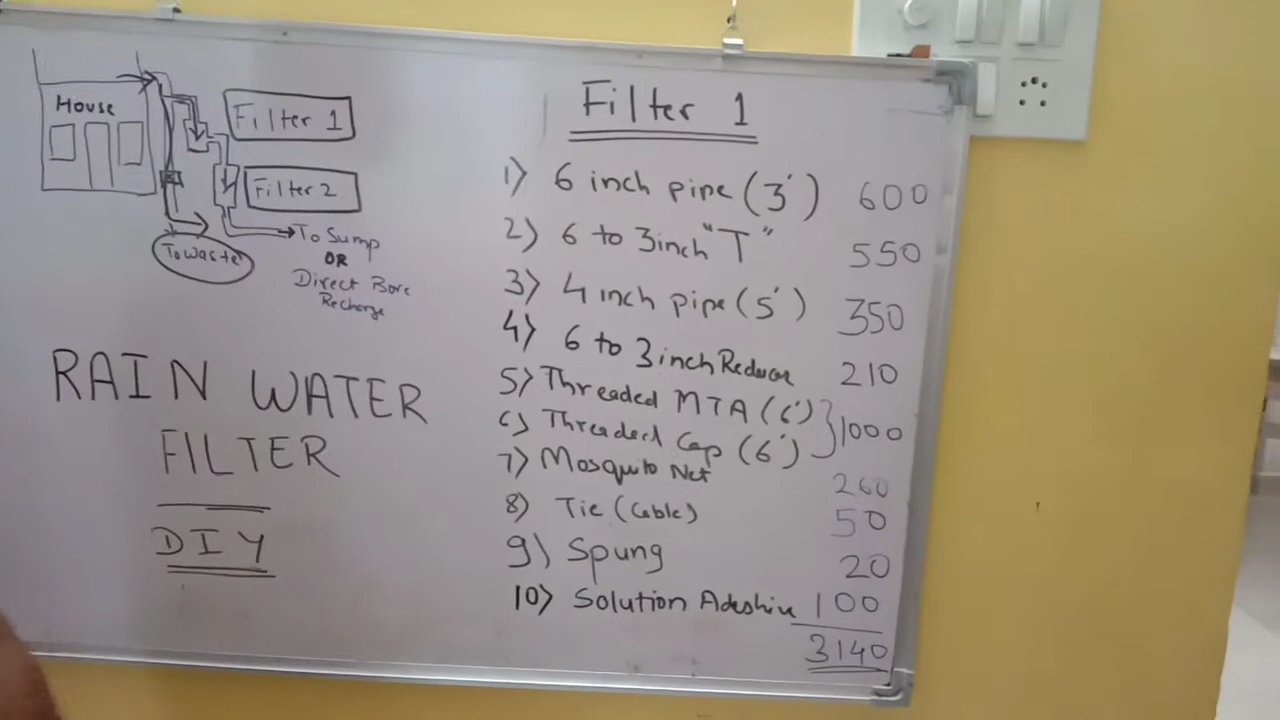 House
Filter 1
Filter 2
To waste
To Sump
OR
Direct Bore
Recharge
RAIN WATER
FILTER
DIY
Filter 1
1) 6 inch pipe (3') 600
2) 6 to 3inch "T" 550
3) 4 inch pipe (5') 350
4) 6 to 3inch Reducer 210
5) Threaded MTA (6')
6) Threaded Cap (6') } 1000
7) Mosquito Net 260
8) Tie (Cable) 50
9) Spung 20
10) Solution Adeshive 100
3140